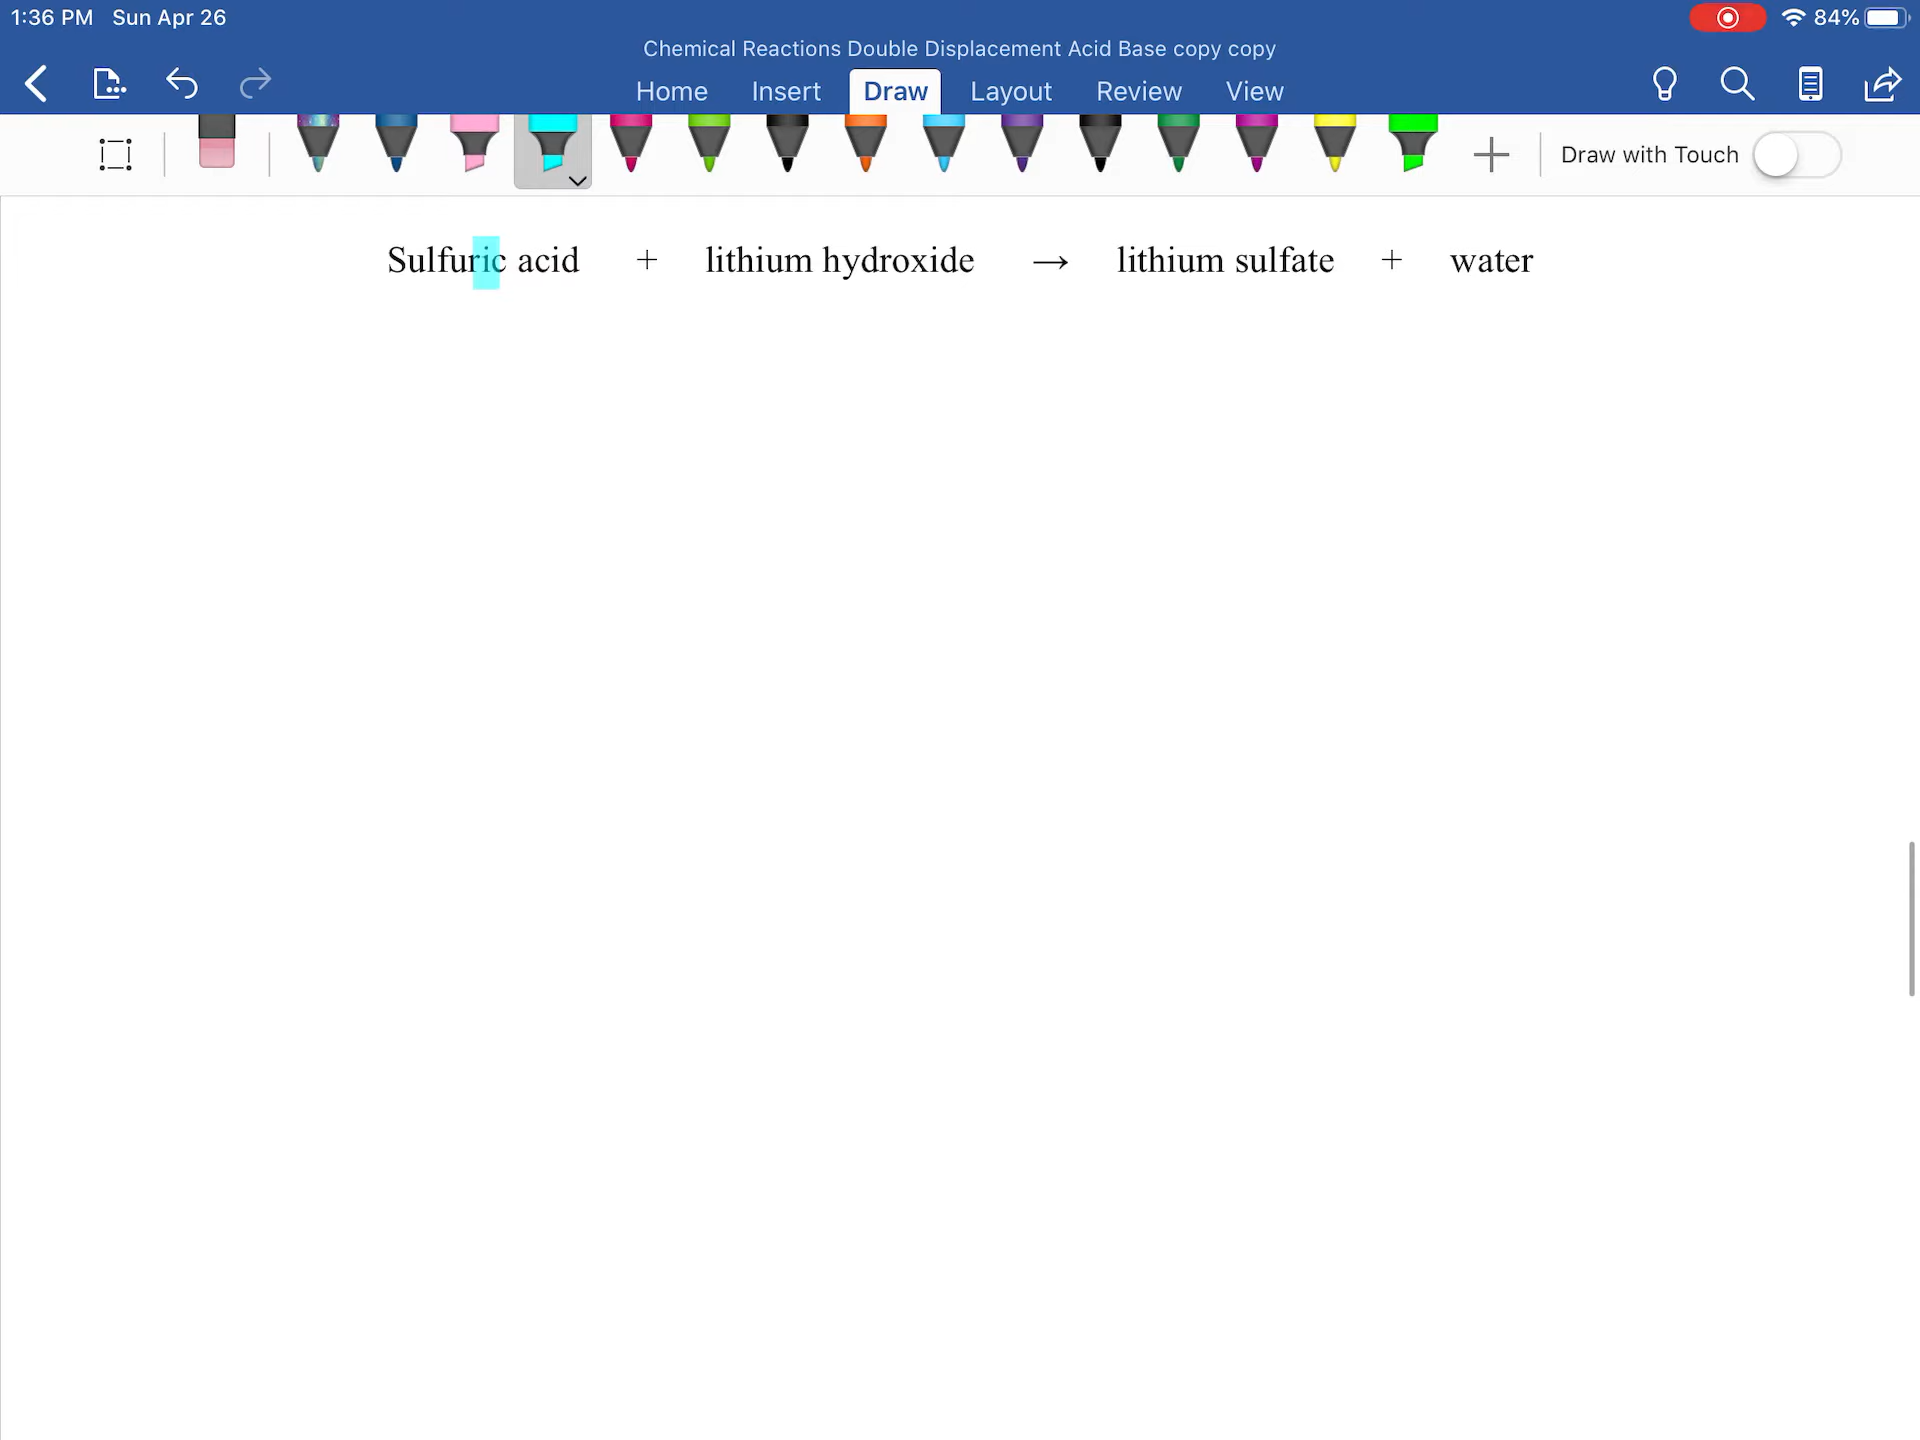 1:36 PM Sun Apr 26 84%
Chemical Reactions Double Displacement Acid Base copy copy
Home Insert Draw Layout Review View
Draw with Touch
Sulfuric acid + lithium hydroxide → lithium sulfate + water